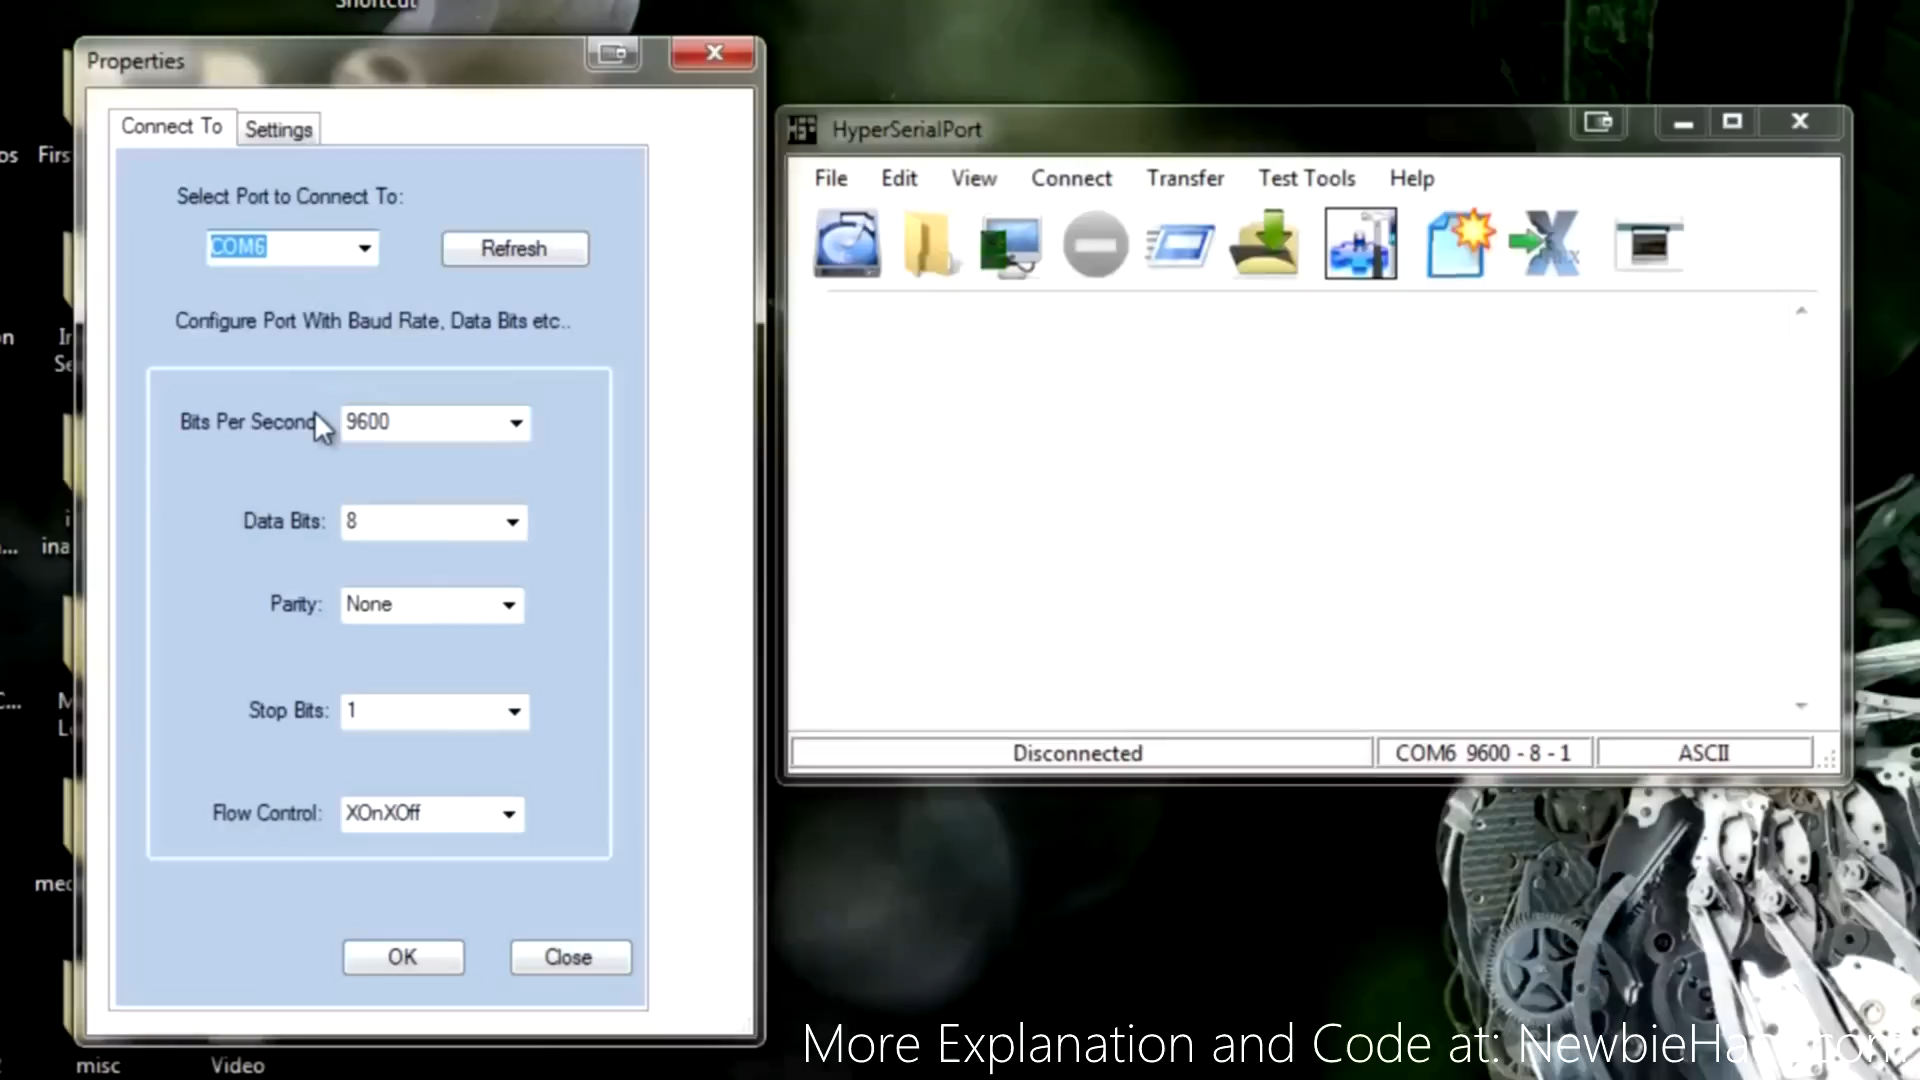 Shortcut
Properties
Connect To
Settings
Select Port to Connect To:
COM6
Refresh
Configure Port With Baud Rate, Data Bits etc..
Bits Per Second
9600
Data Bits:
8
Parity:
None
Stop Bits:
1
Flow Control:
XOnXOff
OK
Close
HyperSerialPort
File Edit View Connect Transfer Test Tools Help
Disconnected
COM6 9600 - 8 - 1
ASCII
misc
Video
More Explanation and Code at: